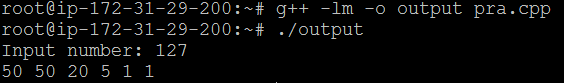 root@ip-172-31-29-200:~# g++ -lm -o output pra.cpp
root@ip-172-31-29-200:~# ./output
Input number: 127
50 50 20 5 1 1